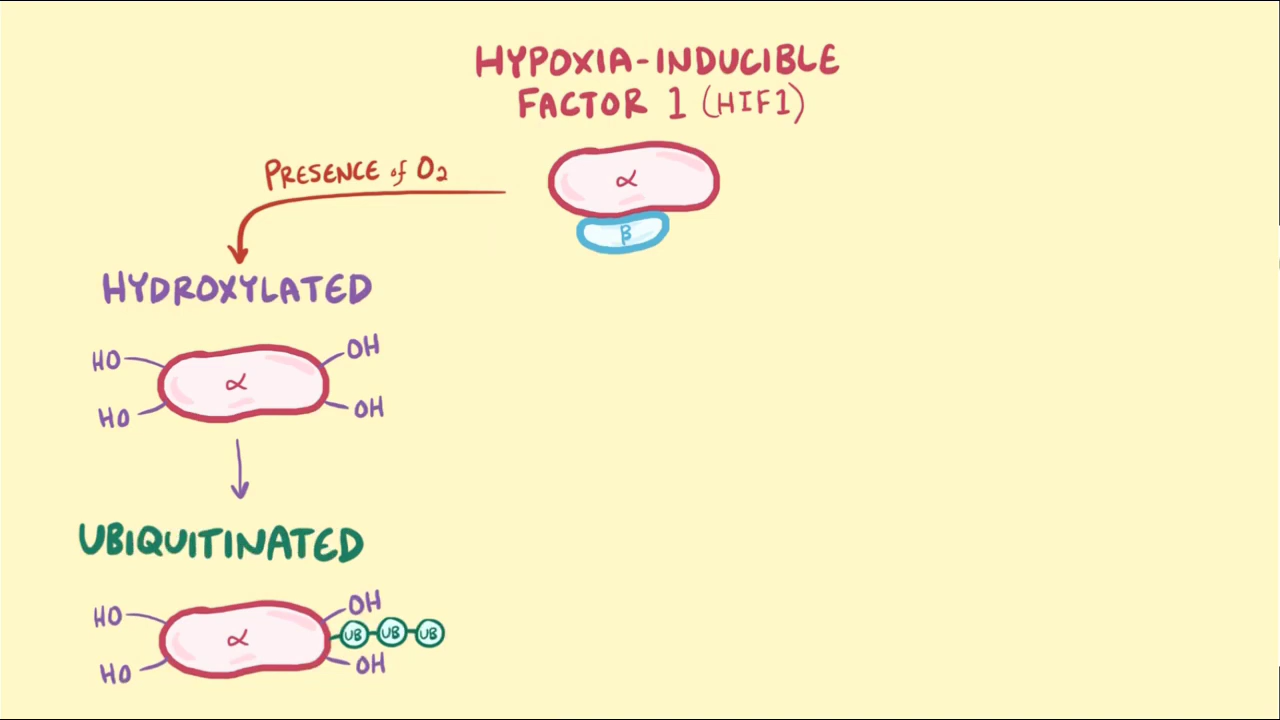 HYPOXIA-INDUCIBLE
FACTOR 1 (HIF1)
PRESENCE of O2
α
β
HYDROXYLATED
HO OH
α
HO OH
UBIQUITINATED
HO OH
α UB UB UB
HO OH